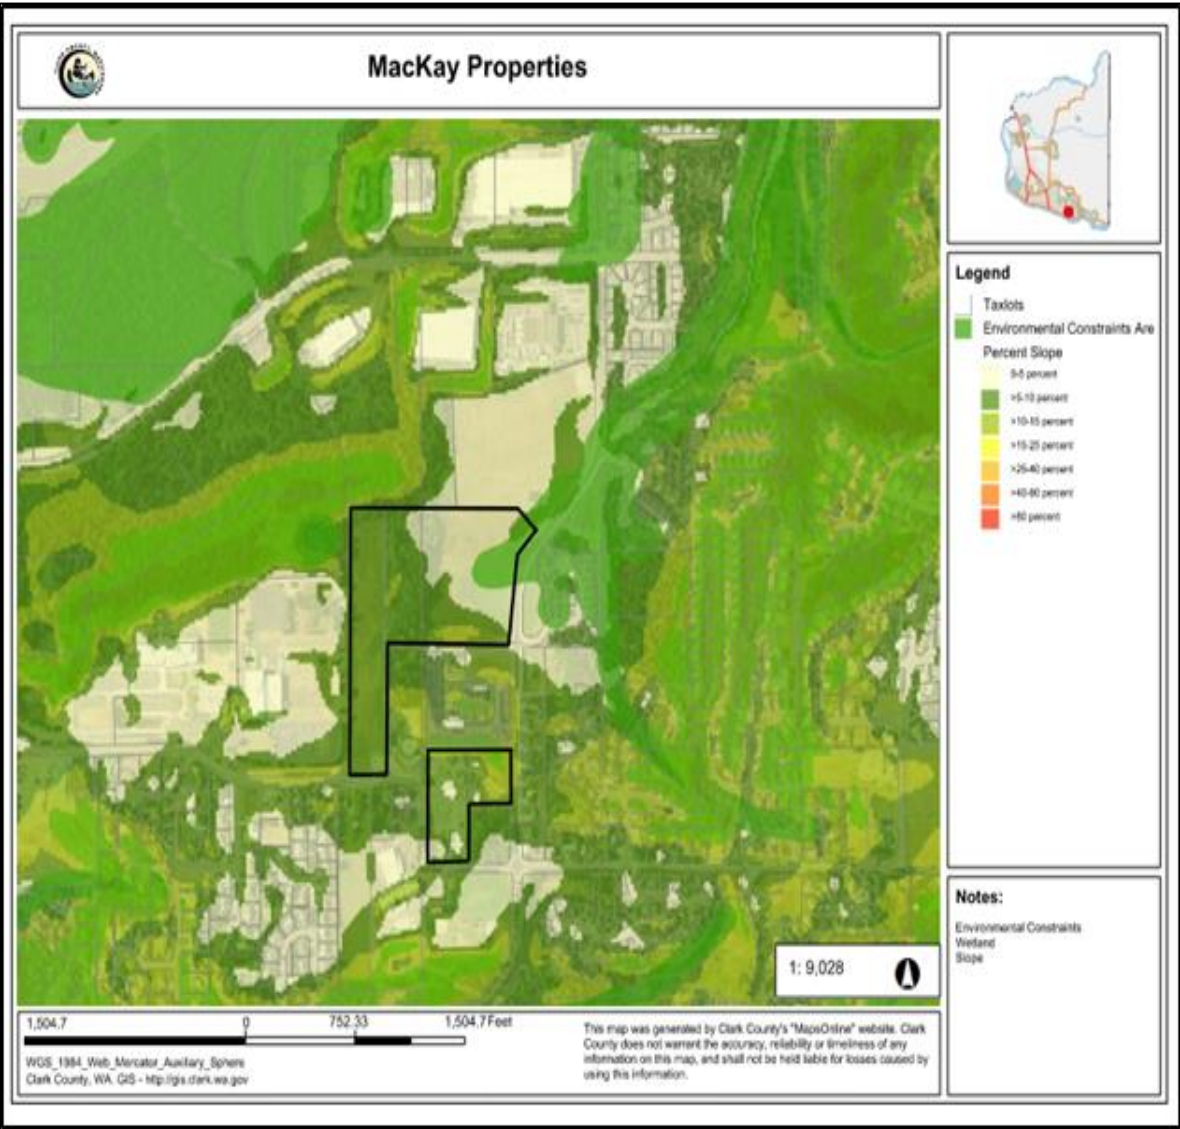 MacKay Properties
Legend
Taxlots
Environmental Constraints Are
Percent Slope
0-5 percent
>5-10 percent
>10-15 percent
>15-25 percent
>25-40 percent
>40-60 percent
>60 percent
Notes:
Environmental Constraints
Wetland
Slope
1: 9,028
1,504.7 0 752.33 1,504.7 Feet
WGS_1984_Web_Mercator_Auxiliary_Sphere
Clark County, WA. GIS - http://gis.clark.wa.gov
This map was generated by Clark County's "MapsOnline" website. Clark
County does not warrant the accuracy, reliability or timeliness of any
information on this map, and shall not be held liable for losses caused by
using this information.